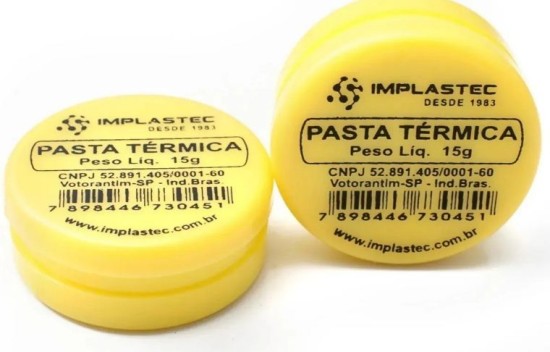 IMPLASTEC
DESDE 1983
PASTA TÉRMICA
Peso Líq. 15g
CNPJ 52.891.405/0001-60
Votorantim-SP - Ind.Bras.
7 898446 730451
www.implastec.com.br
IMPLASTEC
DESDE 1983
PASTA TÉRMICA
Peso Líq. 15g
CNPJ 52.891.405/0001-60
Votorantim-SP - Ind.Bras.
7 898446 730451
www.implastec.com.br